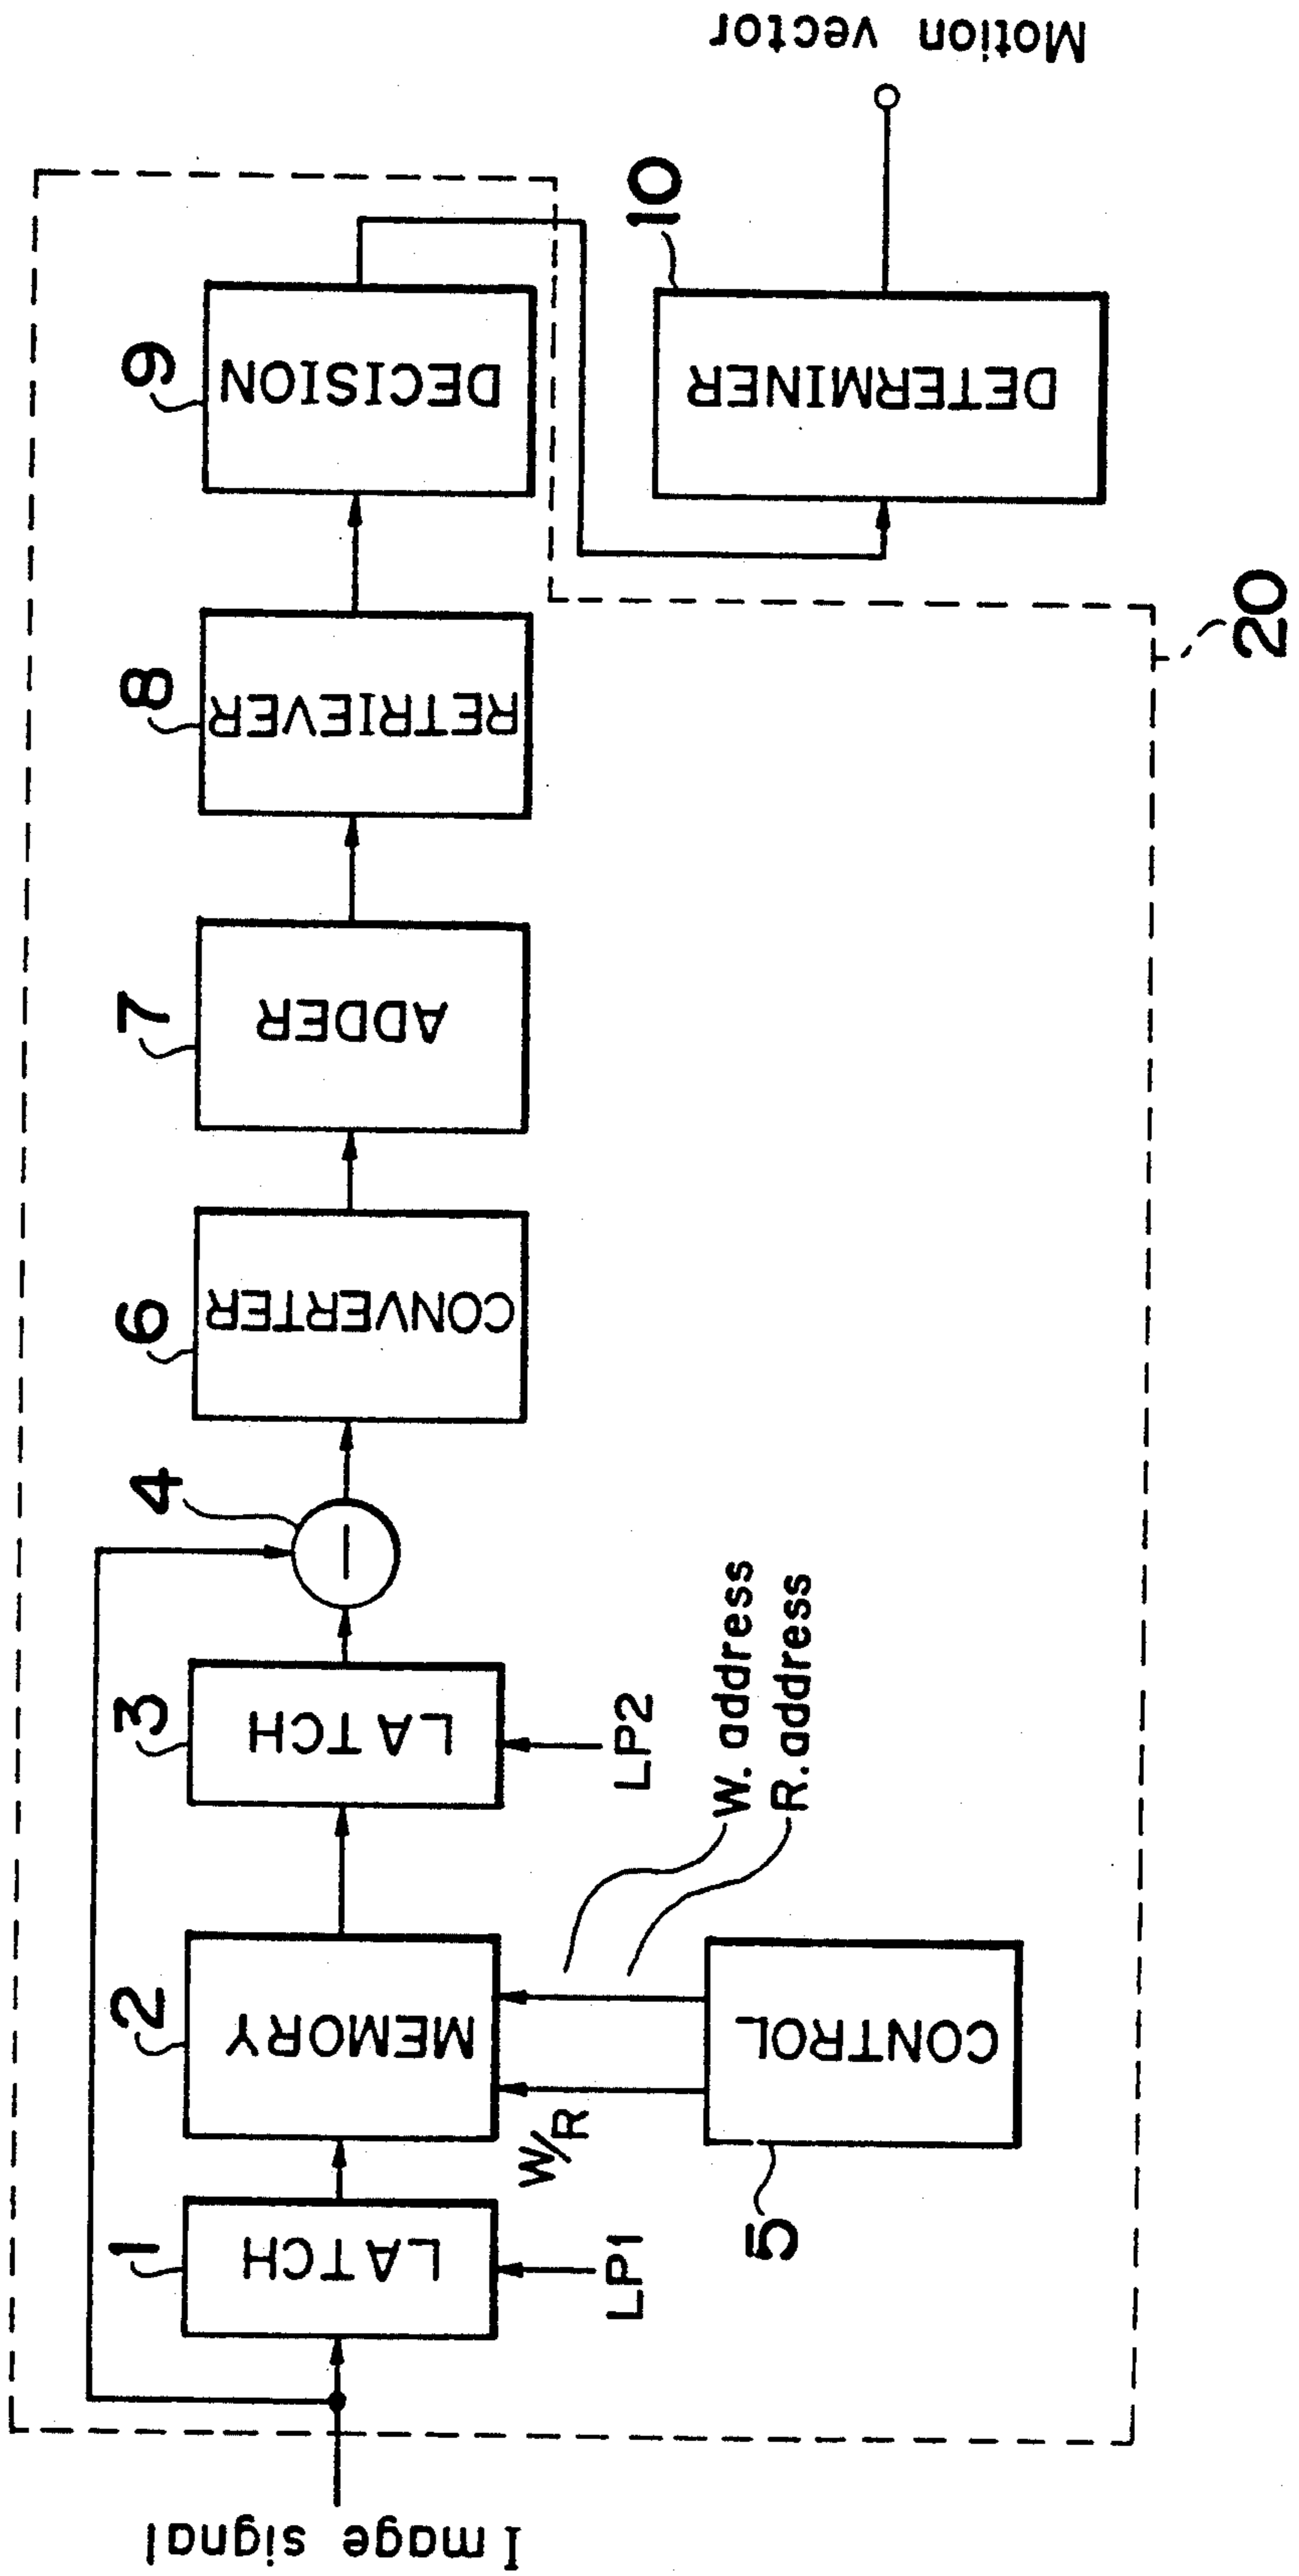 Image signal
1
LATCH
LP1
2
MEMORY
W/R
5
CONTROL
W. address
R. address
3
LATCH
LP2
4
6
CONVERTER
7
ADDER
8
RETRIEVER
9
DECISION
10
DETERMINER
Motion vector
20